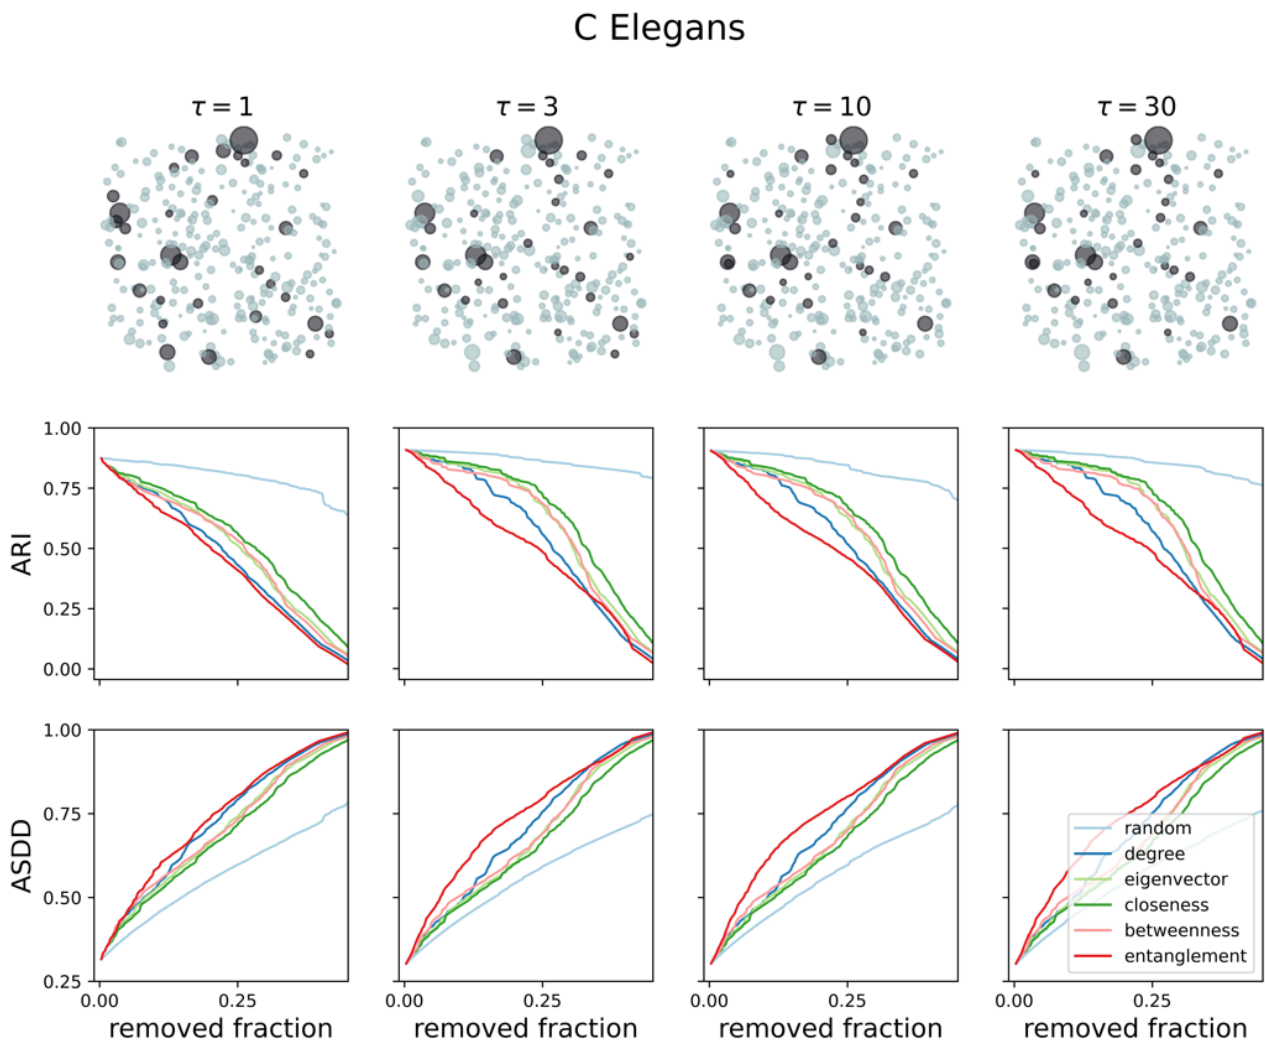 C Elegans
τ = 1 τ = 3 τ = 10 τ = 30
1.00
0.75
0.50
0.25
0.00
ARI
1.00
0.75
0.50
0.25
ASDD
random
degree
eigenvector
closeness
betweenness
entanglement
0.00 0.25 0.00 0.25 0.00 0.25 0.00 0.25
removed fraction removed fraction removed fraction removed fraction